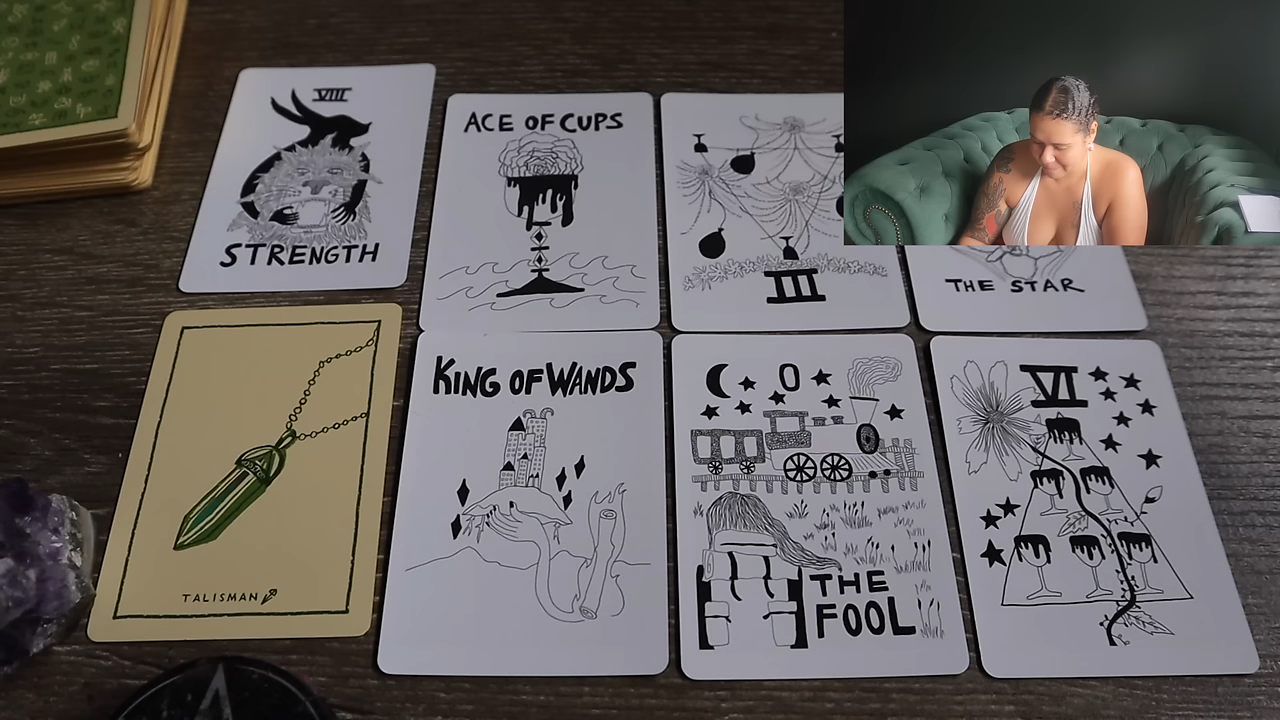 VIII
STRENGTH
ACE OF CUPS
III
THE STAR
TALISMAN
KING OF WANDS
0
THE
FOOL
VI